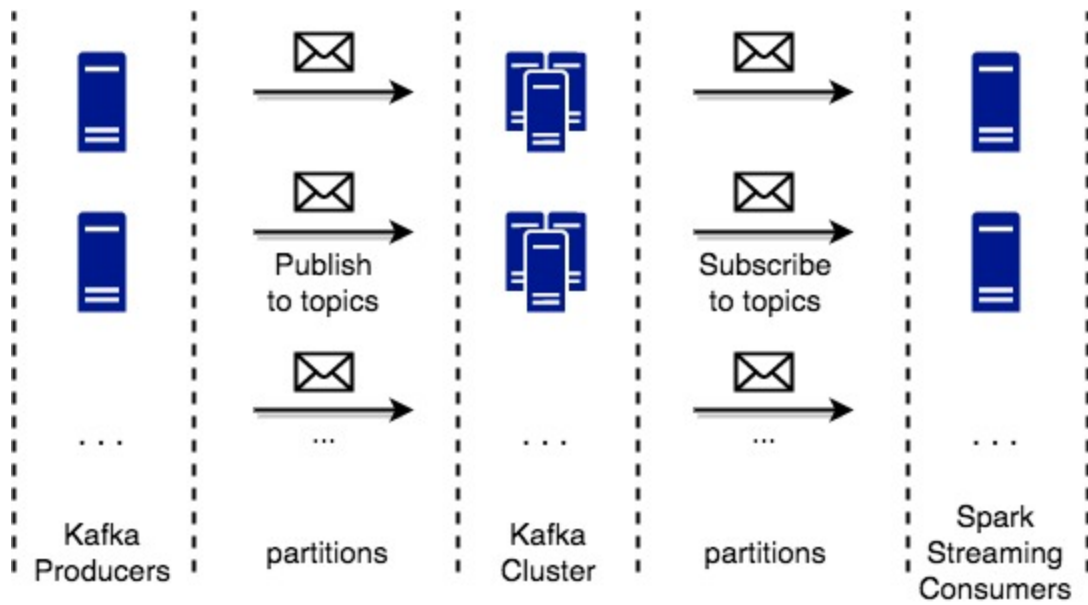 Publish
to topics
Subscribe
to topics
. . .
...
. . .
...
. . .
Kafka
Producers
partitions
Kafka
Cluster
partitions
Spark
Streaming
Consumers